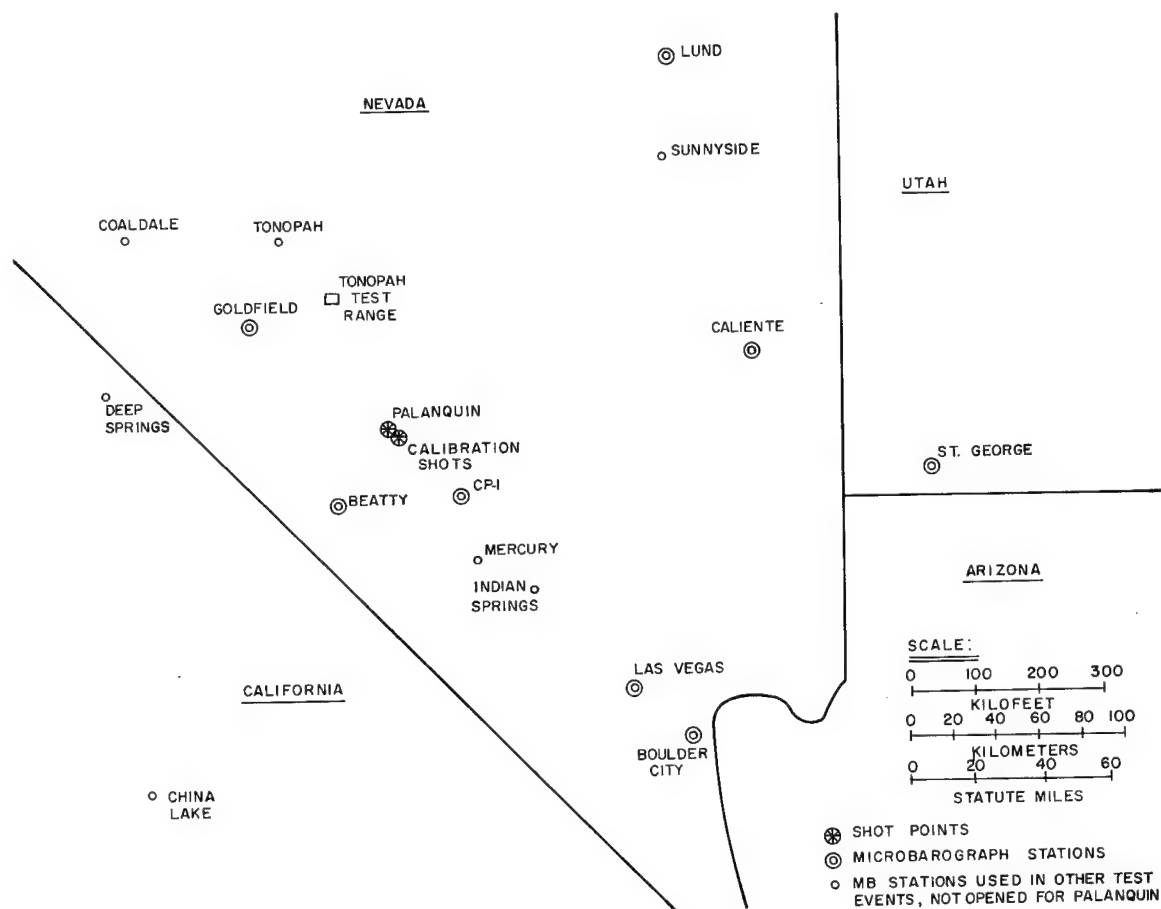 LUND
NEVADA
SUNNYSIDE
UTAH
COALDALE
TONOPAH
TONOPAH
TEST
RANGE
GOLDFIELD
CALIENTE
DEEP
SPRINGS
PALANQUIN
CALIBRATION
SHOTS
ST. GEORGE
BEATTY
CP-1
MERCURY
INDIAN
SPRINGS
ARIZONA
LAS VEGAS
CALIFORNIA
BOULDER
CITY
CHINA
LAKE
SCALE:
0 100 200 300
KILOFEET
0 20 40 60 80 100
KILOMETERS
0 20 40 60
STATUTE MILES
SHOT POINTS
MICROBAROGRAPH STATIONS
MB STATIONS USED IN OTHER TEST
EVENTS, NOT OPENED FOR PALANQUIN